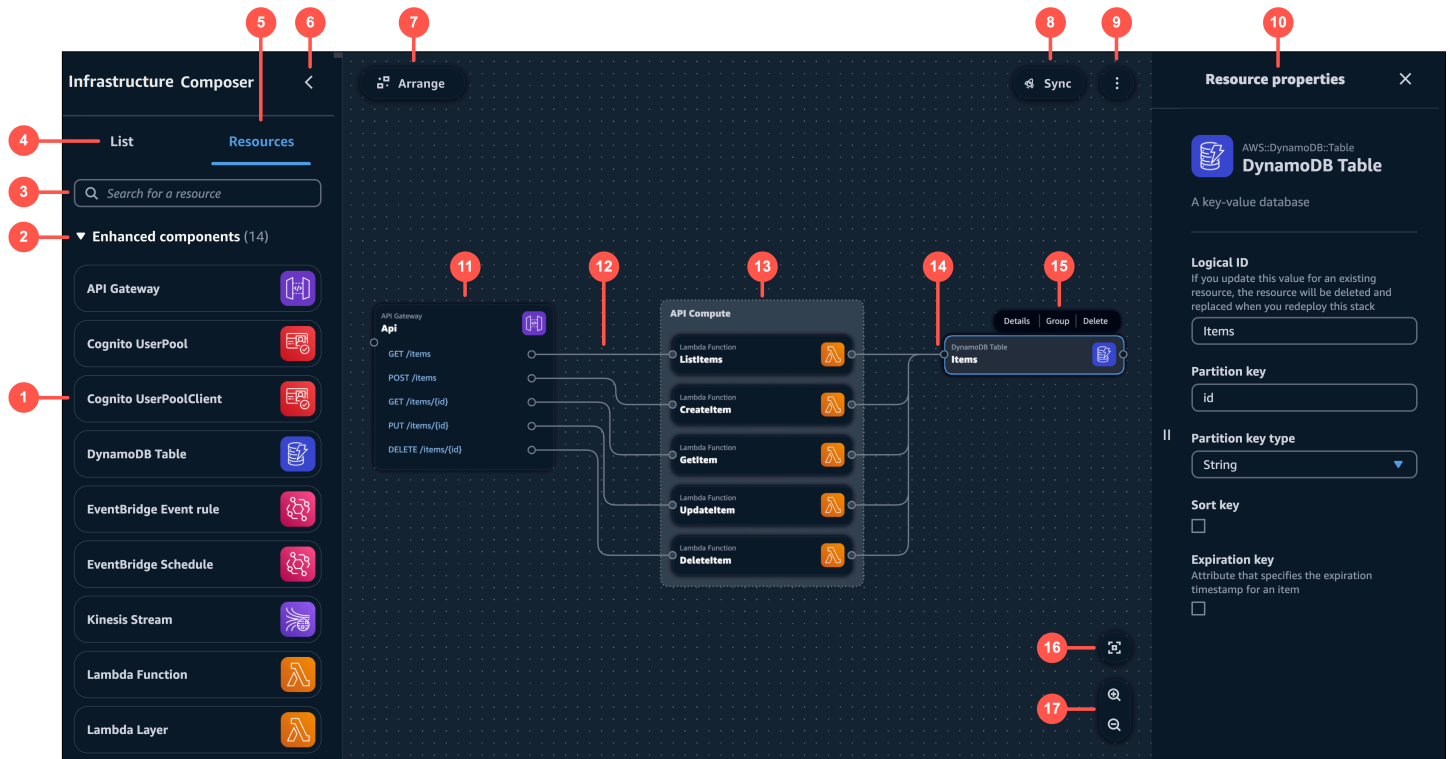 5
6
7
8
9
10
Infrastructure Composer
Arrange
Sync
Resource properties
4
List
Resources
3
Search for a resource
2
Enhanced components (14)
1
API Gateway
Cognito UserPool
Cognito UserPoolClient
DynamoDB Table
EventBridge Event rule
EventBridge Schedule
Kinesis Stream
Lambda Function
Lambda Layer
11
API Gateway
Api
GET /items
POST /items
GET /items/{id}
PUT /items/{id}
DELETE /items/{id}
12
13
API Compute
Lambda Function
ListItems
Lambda Function
CreateItem
Lambda Function
GetItem
Lambda Function
UpdateItem
Lambda Function
DeleteItem
14
15
Details Group Delete
DynamoDB Table
Items
16
17
AWS::DynamoDB::Table
DynamoDB Table
A key-value database
Logical ID
If you update this value for an existing
resource, the resource will be deleted and
replaced when you redeploy this stack
Items
Partition key
id
Partition key type
String
Sort key
Expiration key
Attribute that specifies the expiration
timestamp for an item